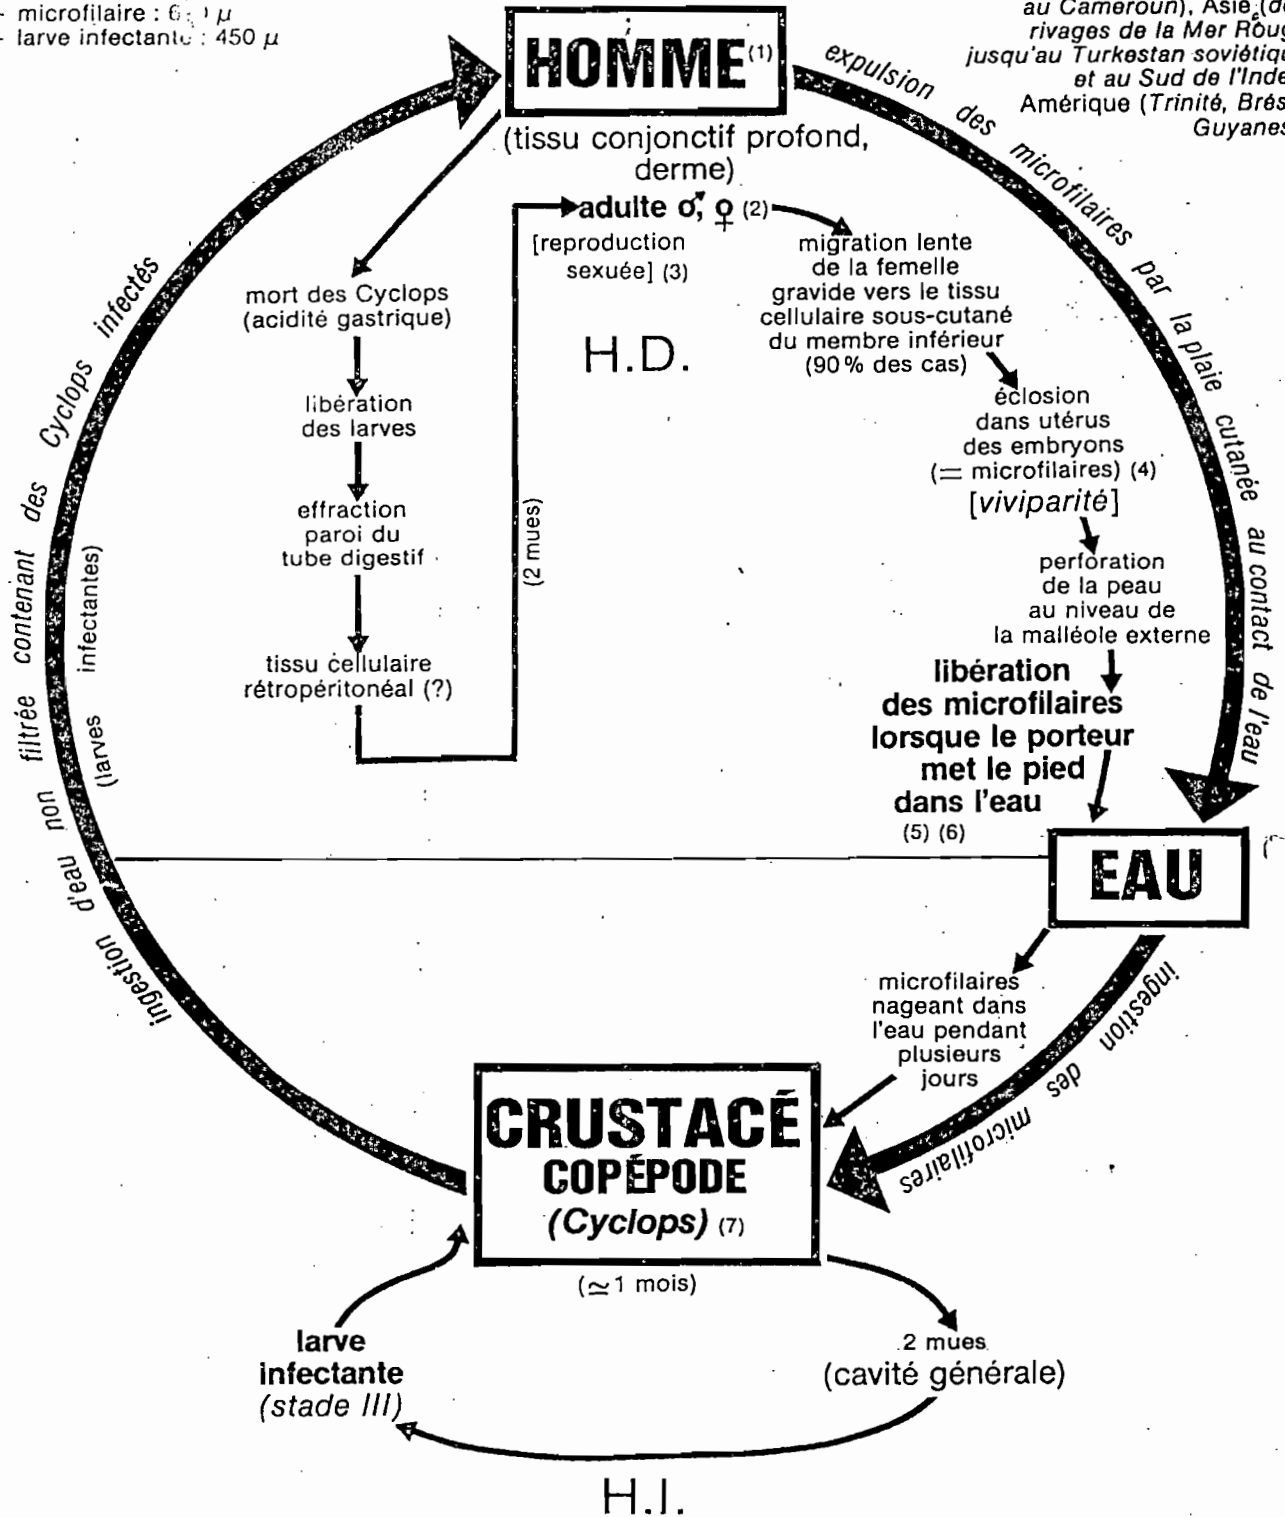 - microfilaire : μ
- larve infectante : 450 μ
au Cameroun), Asie (de
rivages de la Mer Roug
jusqu'au Turkestan soviétiqu
et au Sud de l'Inde
Amérique (Trinité, Brés
Guyanes
HOMME (1)
(tissu conjonctif profond,
derme)
adulte ♂, ♀ (2)
[reproduction
sexuée] (3)
H.D.
mort des Cyclops
(acidité gastrique)
libération
des larves
effraction
paroi du
tube digestif
tissu cellulaire
rétropéritonéal (?)
(2 mues)
migration lente
de la femelle
gravide vers le tissu
cellulaire sous-cutané
du membre inférieur
(90 % des cas)
éclosion
dans utérus
des embryons
(= microfilaires) (4)
[viviparité]
perforation
de la peau
au niveau de
la malléole externe
libération
des microfilaires
lorsque le porteur
met le pied
dans l'eau
(5) (6)
expulsion des microfilaires par la plaie cutanée au contact de l'eau
EAU
microfilaires
nageant dans
l'eau pendant
plusieurs
jours
ingestion des microfilaires
CRUSTACÉ
COPÉPODE
(Cyclops) (7)
(≃ 1 mois)
2 mues
(cavité générale)
larve
infectante
(stade III)
H.I.
ingestion d'eau non filtrée contenant des Cyclops infectés
(larves infectantes)